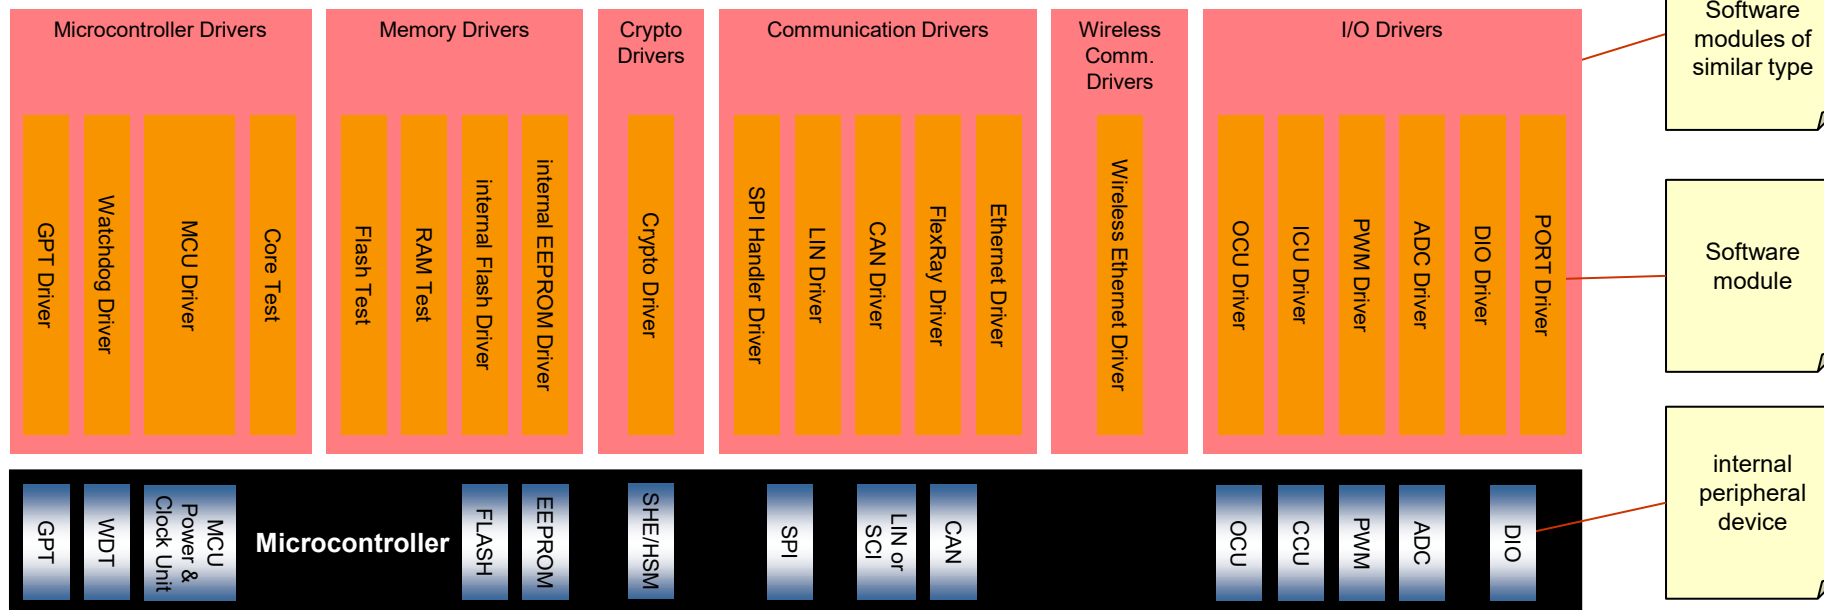 Microcontroller Drivers
Memory Drivers
Crypto
Drivers
Communication Drivers
Wireless
Comm.
Drivers
I/O Drivers
Software
modules of
similar type
GPT Driver
Watchdog Driver
MCU Driver
Core Test
Flash Test
RAM Test
internal Flash Driver
internal EEPROM Driver
Crypto Driver
SPI Handler Driver
LIN Driver
CAN Driver
FlexRay Driver
Ethernet Driver
Wireless Ethernet Driver
OCU Driver
ICU Driver
PWM Driver
ADC Driver
DIO Driver
PORT Driver
Software
module
GPT
WDT
MCU
Power &
Clock Unit
Microcontroller
FLASH
EEPROM
SHE/HSM
SPI
LIN or
SCI
CAN
OCU
CCU
PWM
ADC
DIO
internal
peripheral
device